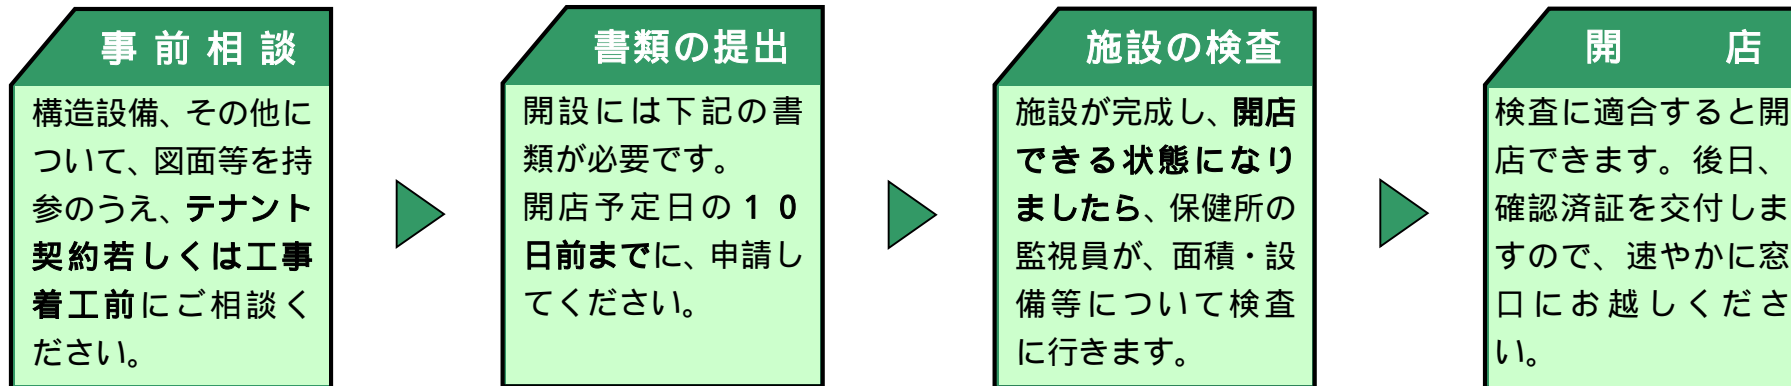 事前相談
構造設備、その他に
ついて、図面等を持
参のうえ、テナント
契約若しくは工事
着工前にご相談く
ださい。
書類の提出
開設には下記の書
類が必要です。
開店予定日の１０
日前までに、申請し
てください。
施設の検査
施設が完成し、開店
できる状態になり
ましたら、保健所の
監視員が、面積・設
備等について検査
に行きます。
開店
検査に適合すると開
店できます。後日、
確認済証を交付しま
すので、速やかに窓
口にお越しくださ
い。